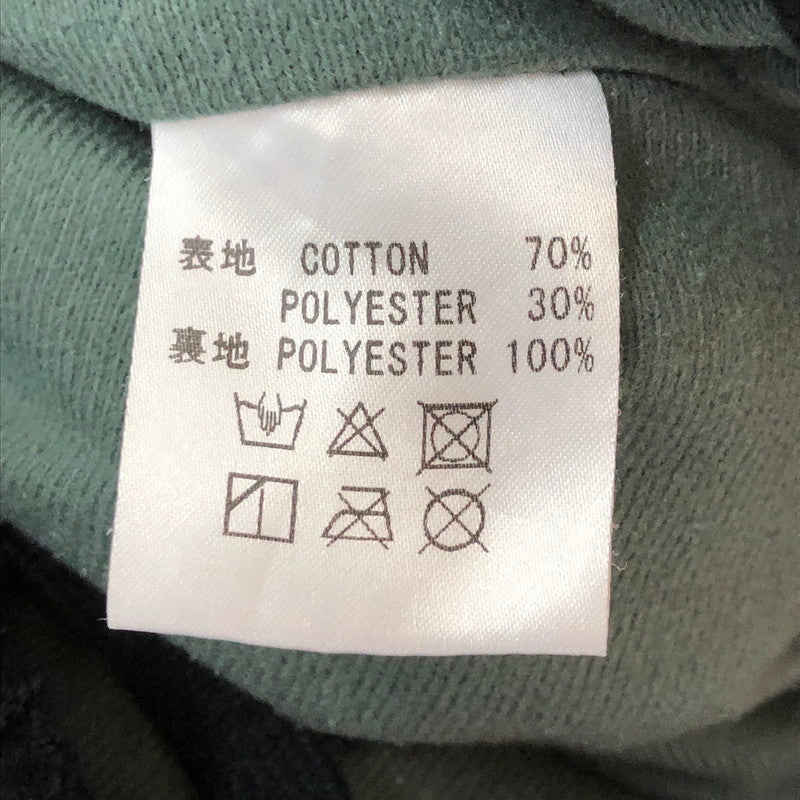 表地 COTTON 70%
POLYESTER 30%
裏地 POLYESTER 100%